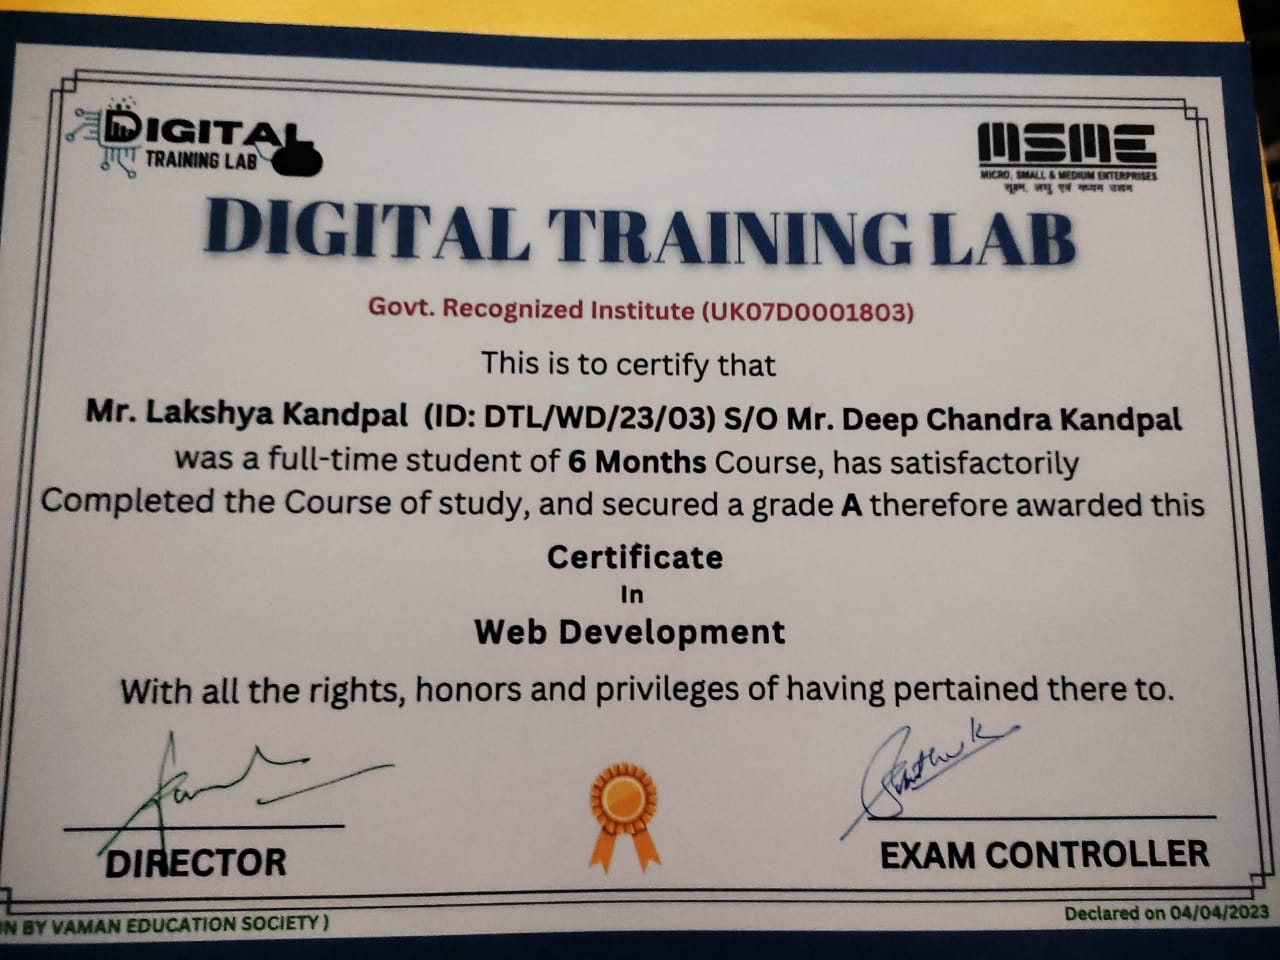 DIGITAL
TRAINING LAB
MSME
MICRO, SMALL & MEDIUM ENTERPRISES
सूक्ष्म, लघु एवं मध्यम उद्यम
DIGITAL TRAINING LAB
Govt. Recognized Institute (UK07D0001803)
This is to certify that
Mr. Lakshya Kandpal (ID: DTL/WD/23/03) S/O Mr. Deep Chandra Kandpal
was a full-time student of 6 Months Course, has satisfactorily
Completed the Course of study, and secured a grade A therefore awarded this
Certificate
In
Web Development
With all the rights, honors and privileges of having pertained there to.
DIRECTOR
EXAM CONTROLLER
N BY VAMAN EDUCATION SOCIETY )
Declared on 04/04/2023